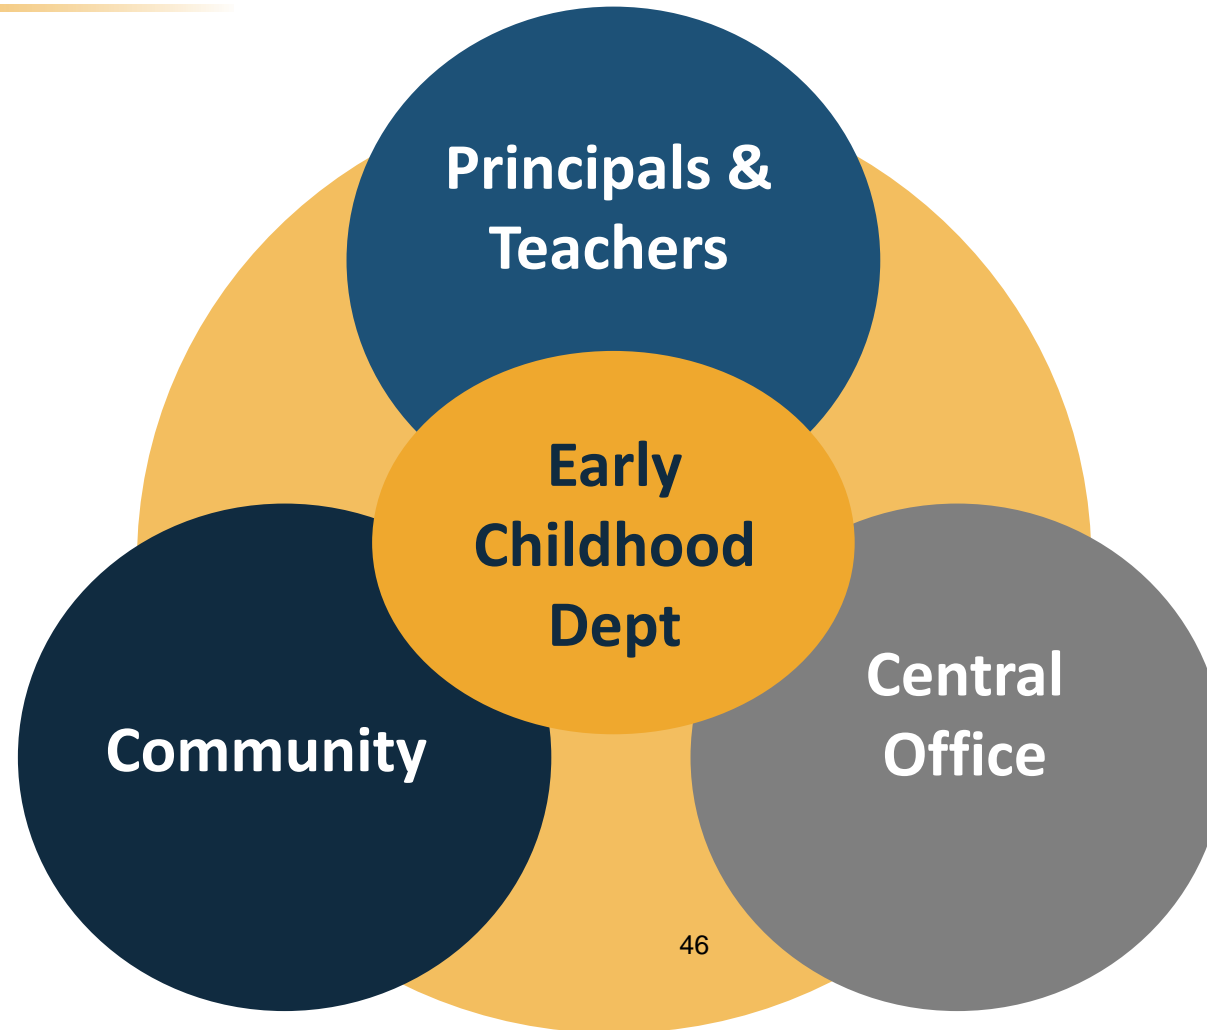 Principals &
Teachers
Early
Childhood
Dept
Community
Central
Office
46